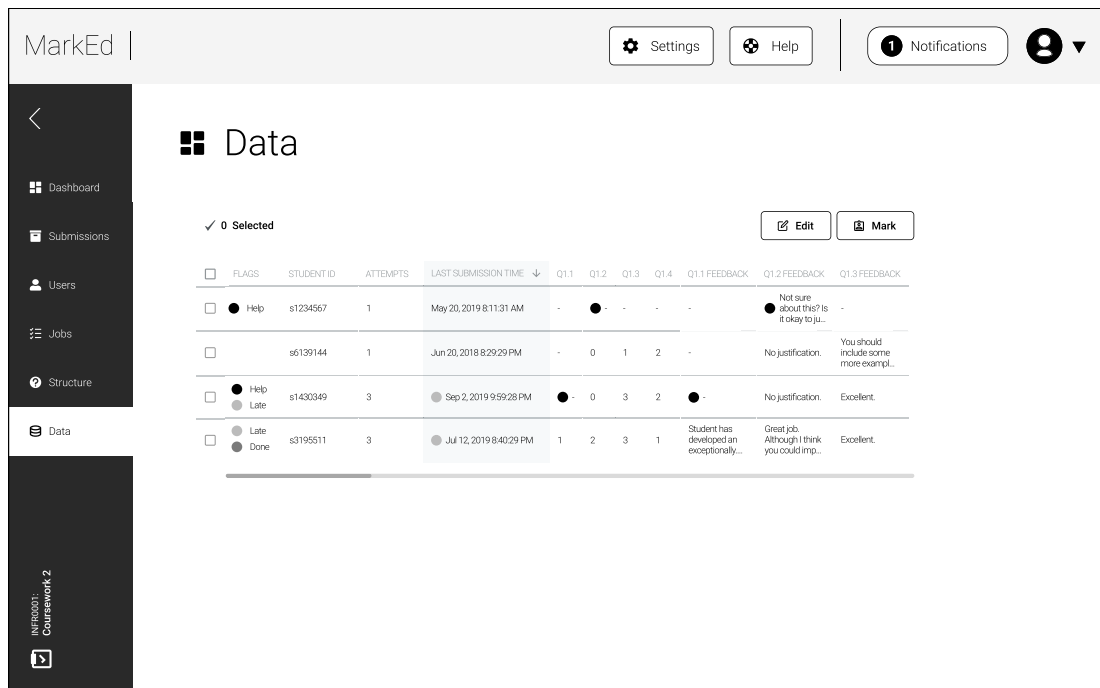 MarkEd
Settings
Help
1 Notifications
Data
Dashboard
Submissions
Users
Jobs
Structure
Data
INFR0001:
Coursework 2
0 Selected
Edit
Mark
FLAGS STUDENT ID ATTEMPTS LAST SUBMISSION TIME Q1.1 Q1.2 Q1.3 Q1.4 Q1.1 FEEDBACK Q1.2 FEEDBACK Q1.3 FEEDBACK
Help s1234567 1 May 20, 2019 8:11:31 AM - - - - - Not sure
about this? Is
it okay to ju... -
s6139144 1 Jun 20, 2018 8:29:29 PM - 0 1 2 - No justification. You should
include some
more exampl...
Help
Late s1430349 3 Sep 2, 2019 9:59:28 PM - 0 3 2 - No justification. Excellent.
Late
Done s3195511 3 Jul 12, 2019 8:40:29 PM 1 2 3 1 Student has
developed an
exceptionally...
Great job.
Although I think
you could imp...
Excellent.